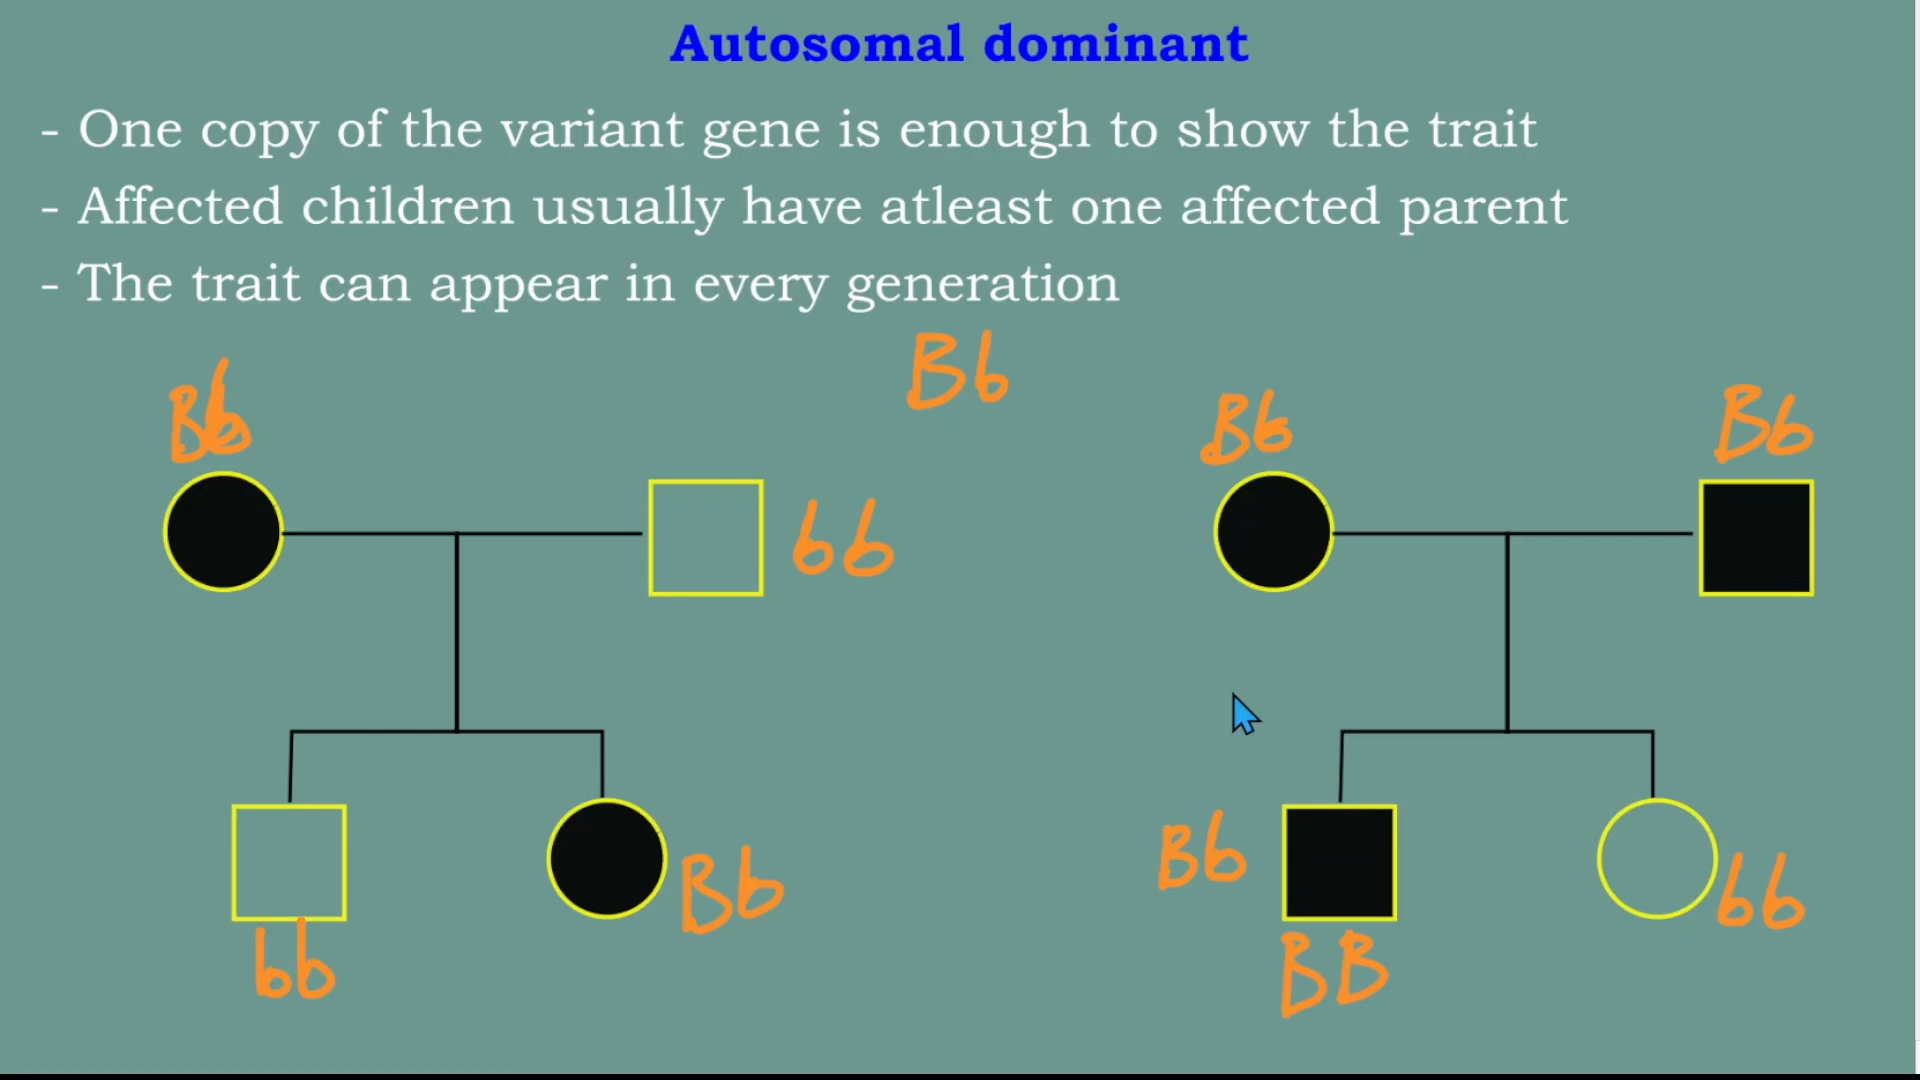 Autosomal dominant
- One copy of the variant gene is enough to show the trait
- Affected children usually have atleast one affected parent
- The trait can appear in every generation
Bb
Bb
Bb
Bb
bb
bb
Bb
Bb
BB
bb